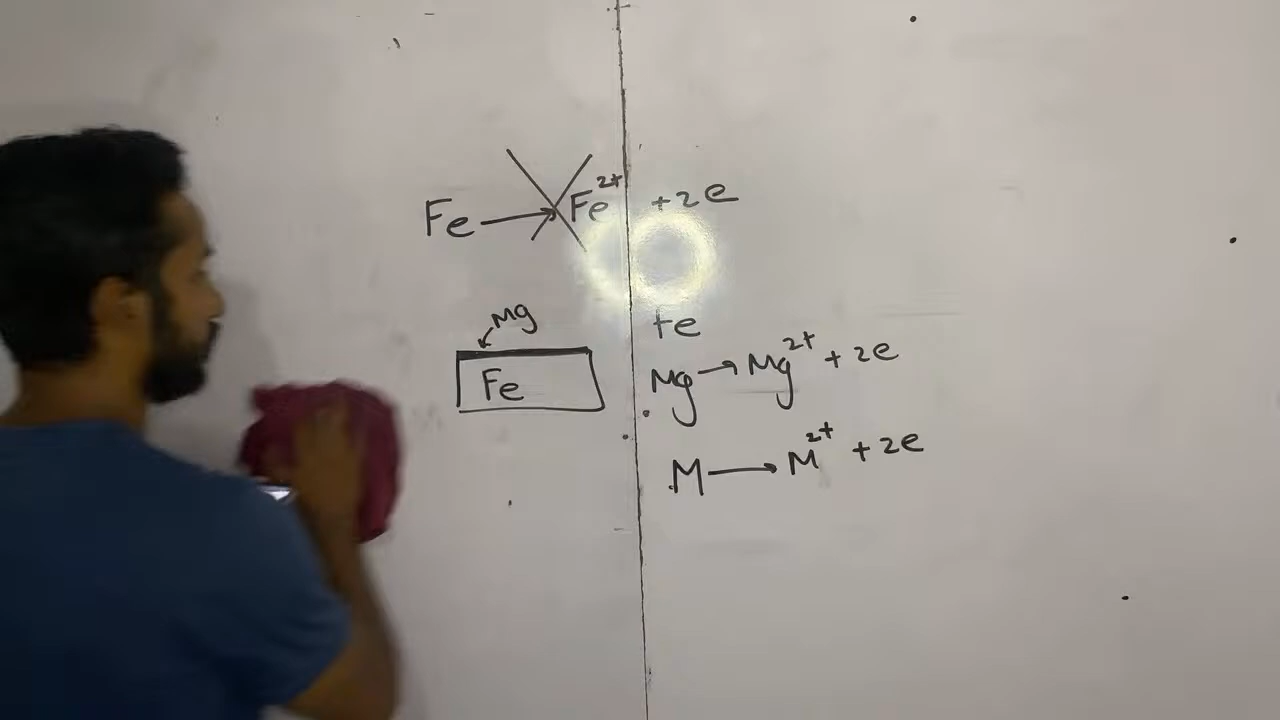 Fe → Fe²⁺ + 2e
Mg
Fe
+e
Mg → Mg²⁺ + 2e
M → M²⁺ + 2e